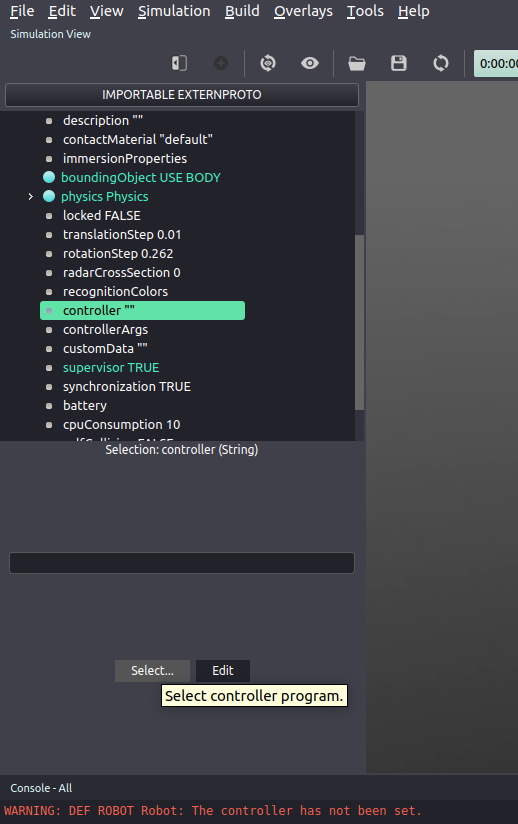 File Edit View Simulation Build Overlays Tools Help
Simulation View
0:00:00
IMPORTABLE EXTERNPROTO
description ""
contactMaterial "default"
immersionProperties
boundingObject USE BODY
physics Physics
locked FALSE
translationStep 0.01
rotationStep 0.262
radarCrossSection 0
recognitionColors
controller ""
controllerArgs
customData ""
supervisor TRUE
synchronization TRUE
battery
cpuConsumption 10
Selection: controller (String)
Select... Edit
Select controller program.
Console - All
WARNING: DEF ROBOT Robot: The controller has not been set.